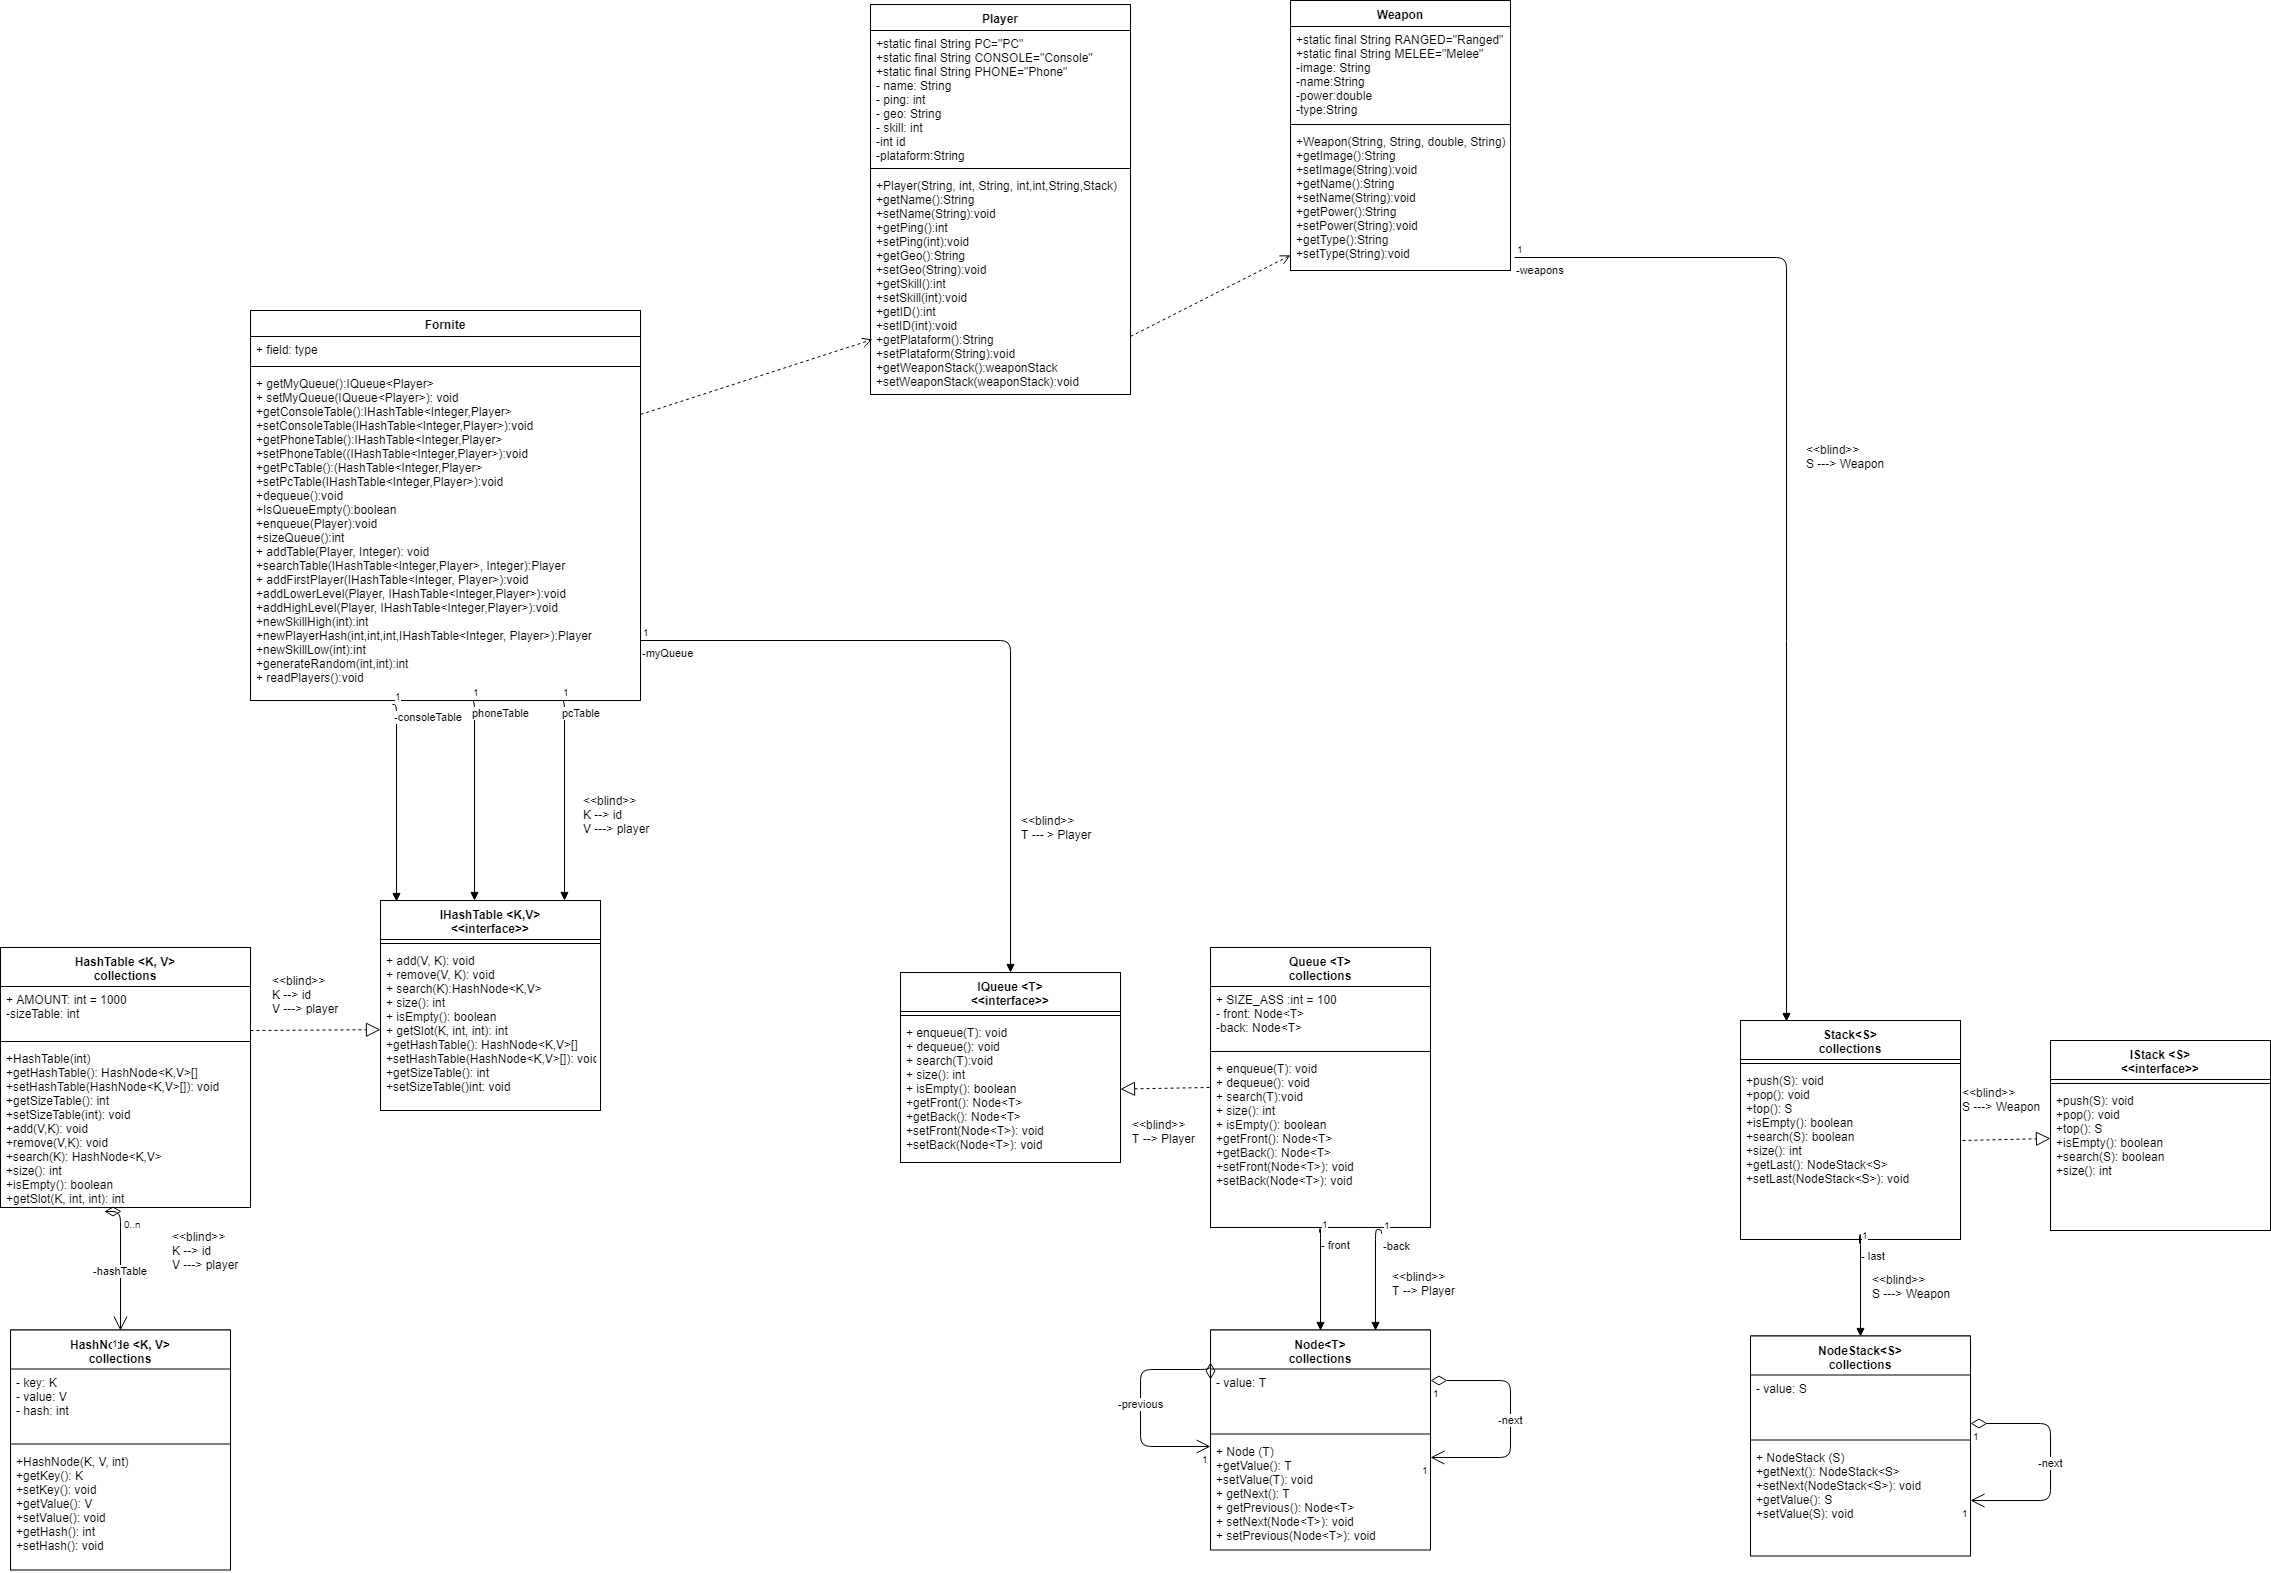 Player
+static final String PC="PC"
+static final String CONSOLE="Console"
+static final String PHONE="Phone"
- name: String
- ping: int
- geo: String
- skill: int
-int id
-plataform:String
+Player(String, int, String, int,int,String,Stack)
+getName():String
+setName(String):void
+getPing():int
+setPing(int):void
+getGeo():String
+setGeo(String):void
+getSkill():int
+setSkill(int):void
+getID():int
+setID(int):void
+getPlataform():String
+setPlataform(String):void
+getWeaponStack():weaponStack
+setWeaponStack(weaponStack):void
Weapon
+static final String RANGED="Ranged"
+static final String MELEE="Melee"
-image: String
-name:String
-power:double
-type:String
+Weapon(String, String, double, String)
+getImage():String
+setImage(String):void
+getName():String
+setName(String):void
+getPower():String
+setPower(String):void
+getType():String
+setType(String):void
1
-weapons
<<blind>>
S ---> Weapon
Fornite
+ field: type
+ getMyQueue():IQueue<Player>
+ setMyQueue(IQueue<Player>): void
+getConsoleTable():IHashTable<Integer,Player>
+setConsoleTable(IHashTable<Integer,Player>):void
+getPhoneTable():IHashTable<Integer,Player>
+setPhoneTable((IHashTable<Integer,Player>):void
+getPcTable():(HashTable<Integer,Player>
+setPcTable(IHashTable<Integer,Player>):void
+dequeue():void
+IsQueueEmpty():boolean
+enqueue(Player):void
+sizeQueue():int
+ addTable(Player, Integer): void
+searchTable(IHashTable<Integer,Player>, Integer):Player
+ addFirstPlayer(IHashTable<Integer, Player>):void
+addLowerLevel(Player, IHashTable<Integer,Player>):void
+addHighLevel(Player, IHashTable<Integer,Player>):void
+newSkillHigh(int):int
+newPlayerHash(int,int,int,IHashTable<Integer, Player>):Player
+newSkillLow(int):int
+generateRandom(int,int):int
+ readPlayers():void
1
-myQueue
1
1
1
-consoleTable
phoneTable
pcTable
<<blind>>
K --> id
V ---> player
<<blind>>
T --- > Player
IHashTable <K,V>
<<interface>>
+ add(V, K): void
+ remove(V, K): void
+ search(K):HashNode<K,V>
+ size(): int
+ isEmpty(): boolean
+ getSlot(K, int, int): int
+getHashTable(): HashNode<K,V>[]
+setHashTable(HashNode<K,V>[]): void
+getSizeTable(): int
+setSizeTable()int: void
HashTable <K, V>
collections
+ AMOUNT: int = 1000
-sizeTable: int
+HashTable(int)
+getHashTable(): HashNode<K,V>[]
+setHashTable(HashNode<K,V>[]): void
+getSizeTable(): int
+setSizeTable(int): void
+add(V,K): void
+remove(V,K): void
+search(K): HashNode<K,V>
+size(): int
+isEmpty(): boolean
+getSlot(K, int, int): int
<<blind>>
K --> id
V ---> player
0..n
<<blind>>
K --> id
V ---> player
-hashTable
1
HashNode <K, V>
collections
- key: K
- value: V
- hash: int
+HashNode(K, V, int)
+getKey(): K
+setKey(): void
+getValue(): V
+setValue(): void
+getHash(): int
+setHash(): void
IQueue <T>
<<interface>>
+ enqueue(T): void
+ dequeue(): void
+ search(T):void
+ size(): int
+ isEmpty(): boolean
+getFront(): Node<T>
+getBack(): Node<T>
+setFront(Node<T>): void
+setBack(Node<T>): void
<<blind>>
T --> Player
Queue <T>
collections
+ SIZE_ASS :int = 100
- front: Node<T>
-back: Node<T>
+ enqueue(T): void
+ dequeue(): void
+ search(T):void
+ size(): int
+ isEmpty(): boolean
+getFront(): Node<T>
+getBack(): Node<T>
+setFront(Node<T>): void
+setBack(Node<T>): void
1
1
- front
-back
<<blind>>
T --> Player
Node<T>
collections
- value: T
+ Node (T)
+getValue(): T
+setValue(T): void
+ getNext(): T
+ getPrevious(): Node<T>
+ setNext(Node<T>): void
+ setPrevious(Node<T>): void
-previous
1
1
-next
1
Stack<S>
collections
+push(S): void
+pop(): void
+top(): S
+isEmpty(): boolean
+search(S): boolean
+size(): int
+getLast(): NodeStack<S>
+setLast(NodeStack<S>): void
<<blind>>
S ---> Weapon
IStack <S>
<<interface>>
+push(S): void
+pop(): void
+top(): S
+isEmpty(): boolean
+search(S): boolean
+size(): int
1
- last
<<blind>>
S ---> Weapon
NodeStack<S>
collections
- value: S
+ NodeStack (S)
+getNext(): NodeStack<S>
+setNext(NodeStack<S>): void
+getValue(): S
+setValue(S): void
1
-next
1